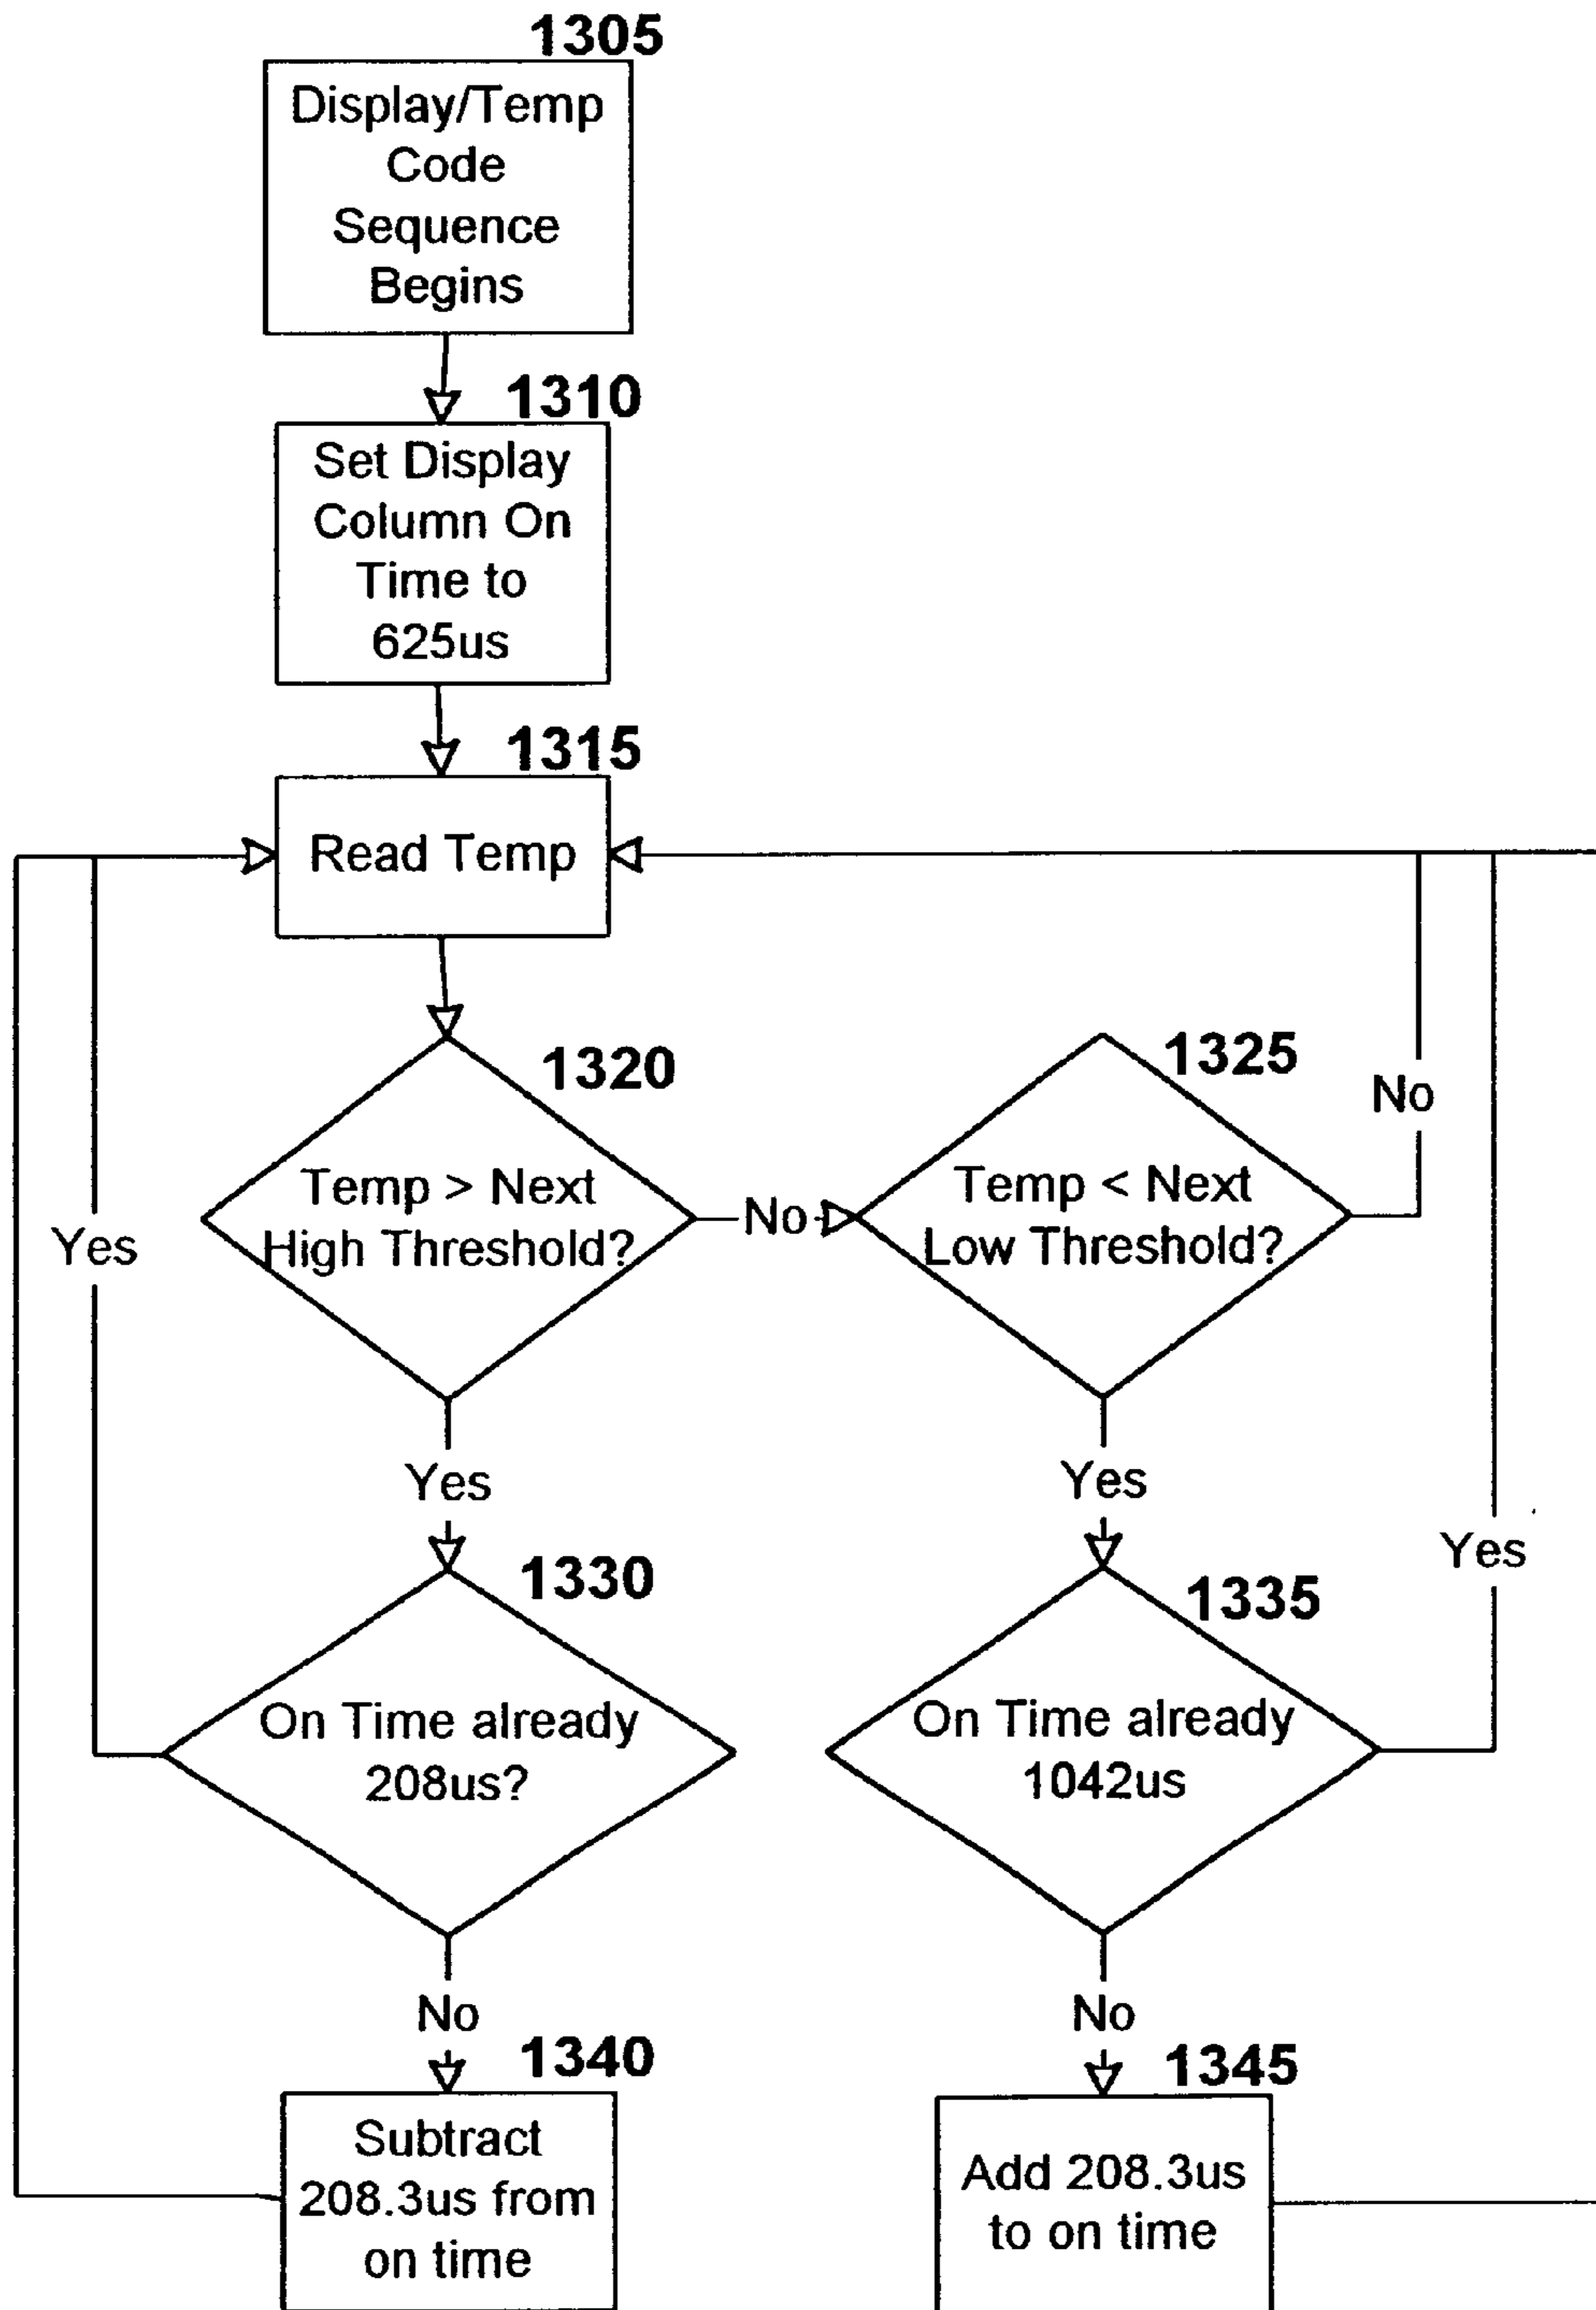 1305
Display/Temp
Code
Sequence
Begins
1310
Set Display
Column On
Time to
625us
1315
Read Temp
1320
Temp > Next
High Threshold?
No
1325
Temp < Next
Low Threshold?
No
Yes
Yes
Yes
Yes
1330
On Time already
208us?
1335
On Time already
1042us
No
No
1340
Subtract
208.3us from
on time
1345
Add 208.3us
to on time